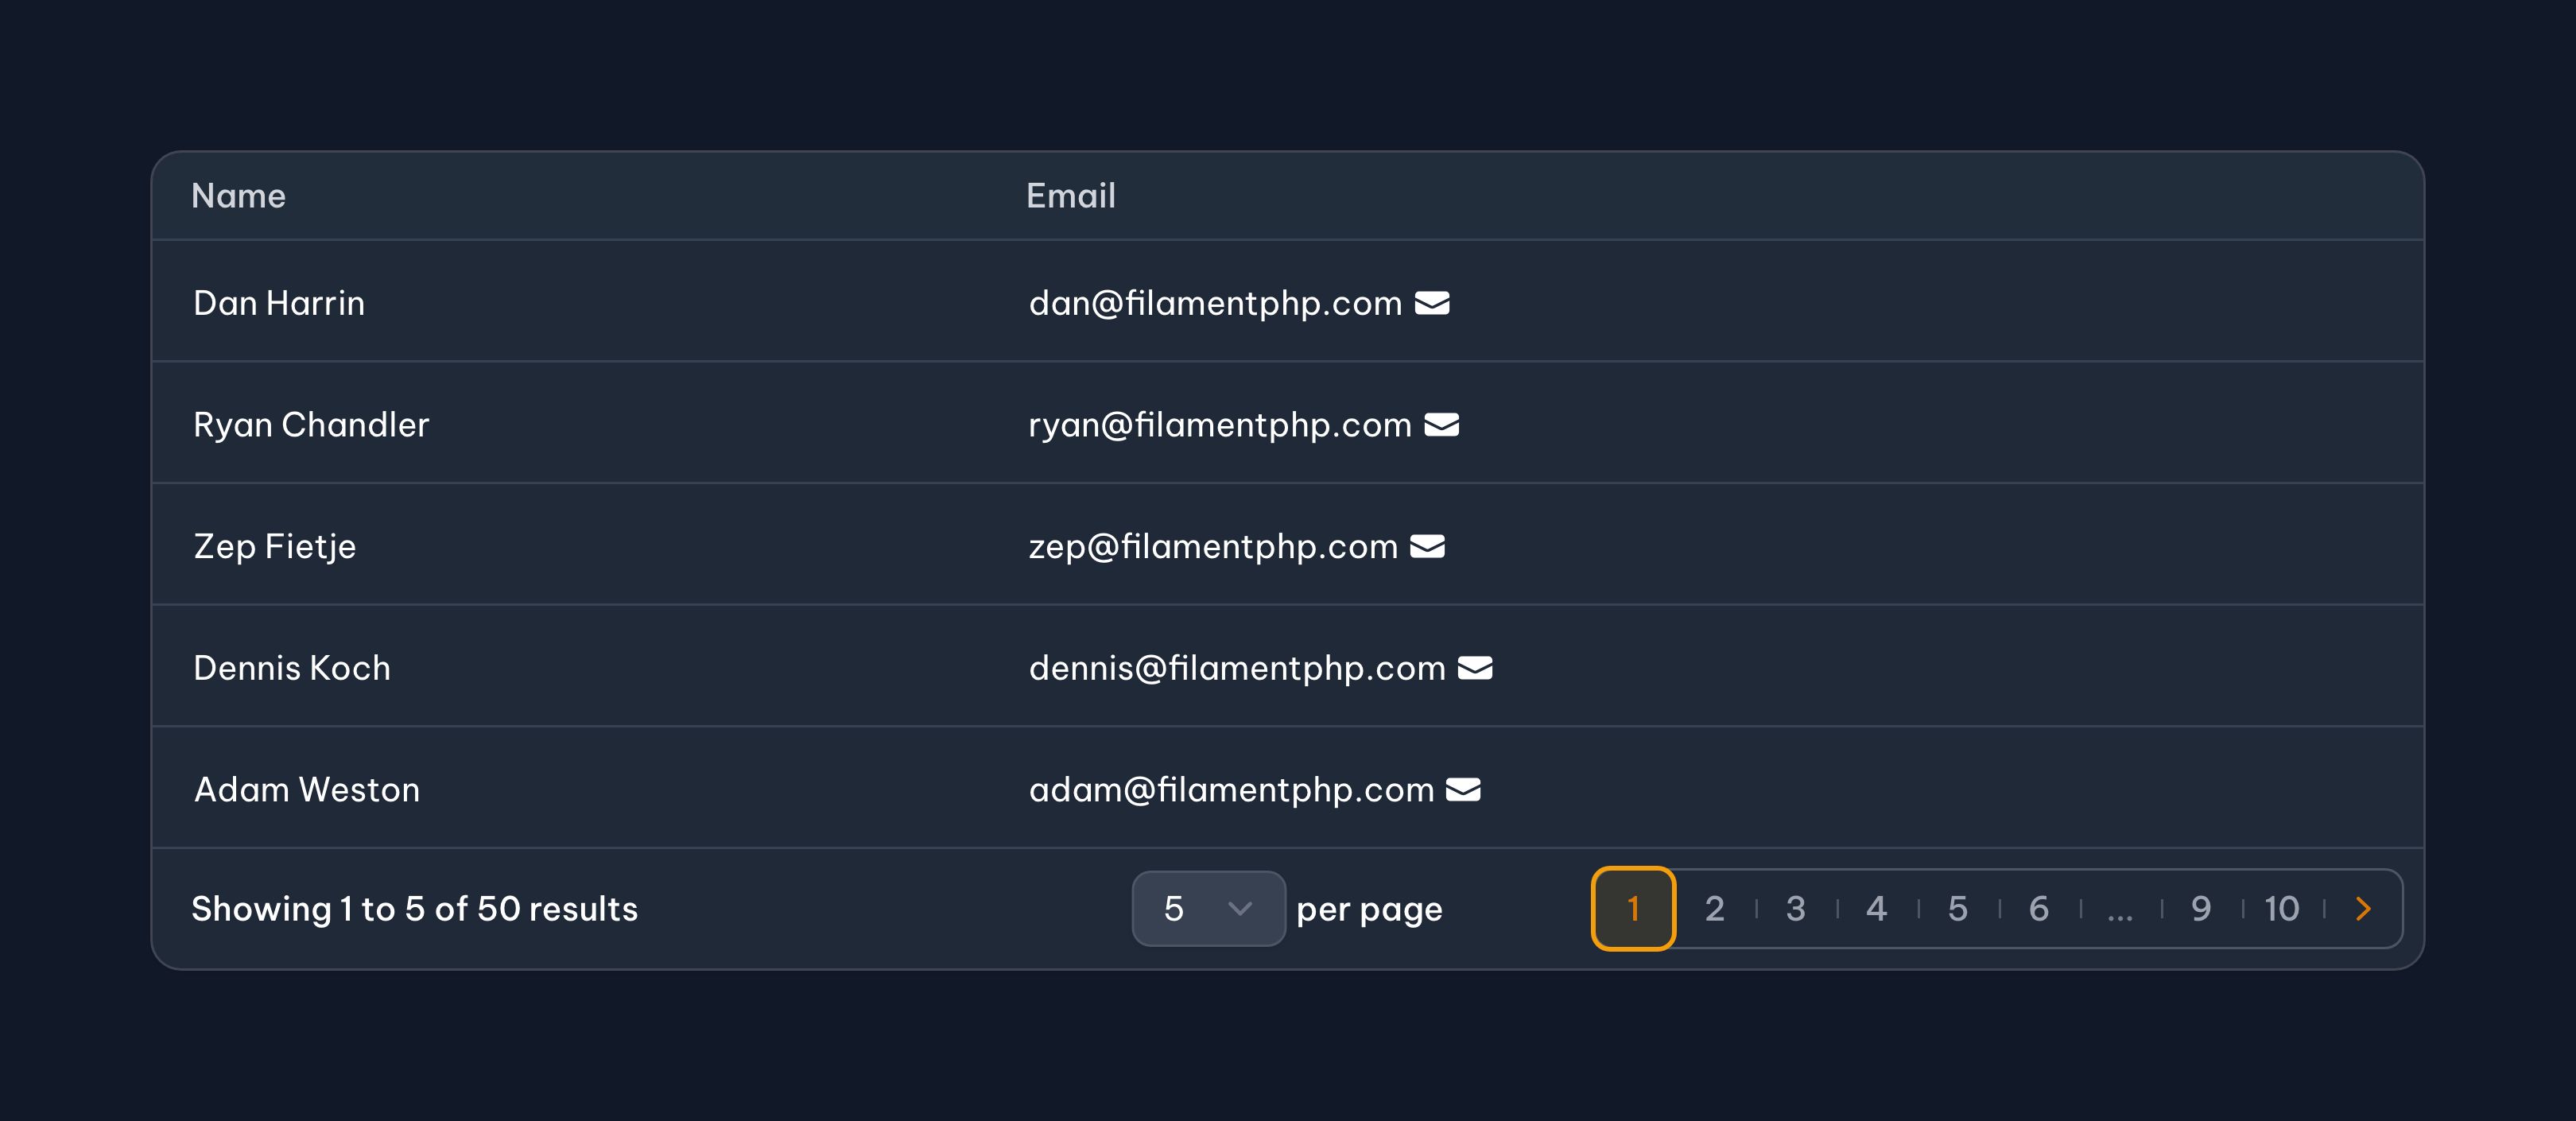 Name Email
Dan Harrin dan@filamentphp.com
Ryan Chandler ryan@filamentphp.com
Zep Fietje zep@filamentphp.com
Dennis Koch dennis@filamentphp.com
Adam Weston adam@filamentphp.com
Showing 1 to 5 of 50 results 5 per page 1 2 3 4 5 6 ... 9 10